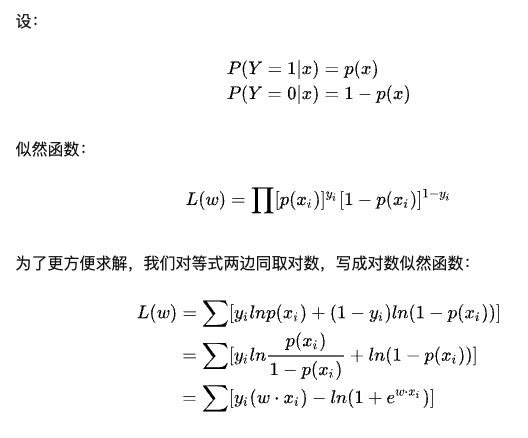 设：
P(Y = 1|x) = p(x)
P(Y = 0|x) = 1 − p(x)
似然函数：
L(w) = ∏[p(x_i)]^{y_i}[1 − p(x_i)]^{1−y_i}
为了更方便求解，我们对等式两边同取对数，写成对数似然函数：
L(w) = ∑[y_i lnp(x_i) + (1 − y_i)ln(1 − p(x_i))]
= ∑[y_i ln \frac{p(x_i)}{1 − p(x_i)} + ln(1 − p(x_i))]
= ∑[y_i(w · x_i) − ln(1 + e^{w·x_i})]